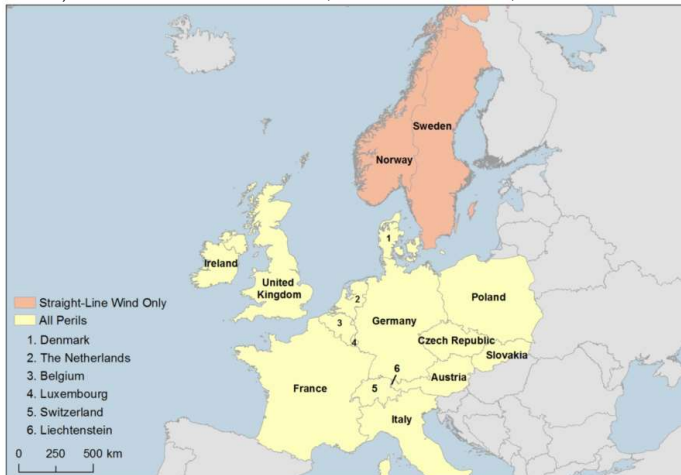 Sweden
Norway
1
Ireland
United
Kingdom
2
Poland
3
Germany
4
Czech Republic
Slovakia
6
Austria
France
5
Italy
Straight-Line Wind Only
All Perils
1. Denmark
2. The Netherlands
3. Belgium
4. Luxembourg
5. Switzerland
6. Liechtenstein
0 250 500 km